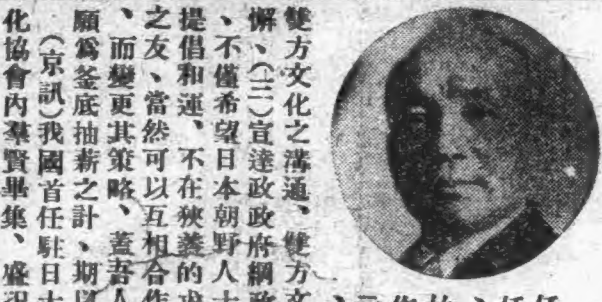 雙方文化之溝通、雙方文
懈、(三)宣達政府綱政
、不僅希望日本朝野人士
提倡和運、不在狹義的
之友、當然可以互相合作
、而變更其策略、蓋吾人
願爲釜底抽薪之計、期以
(京訊)我國首任駐日大
化協會內羣賢畢集、盛